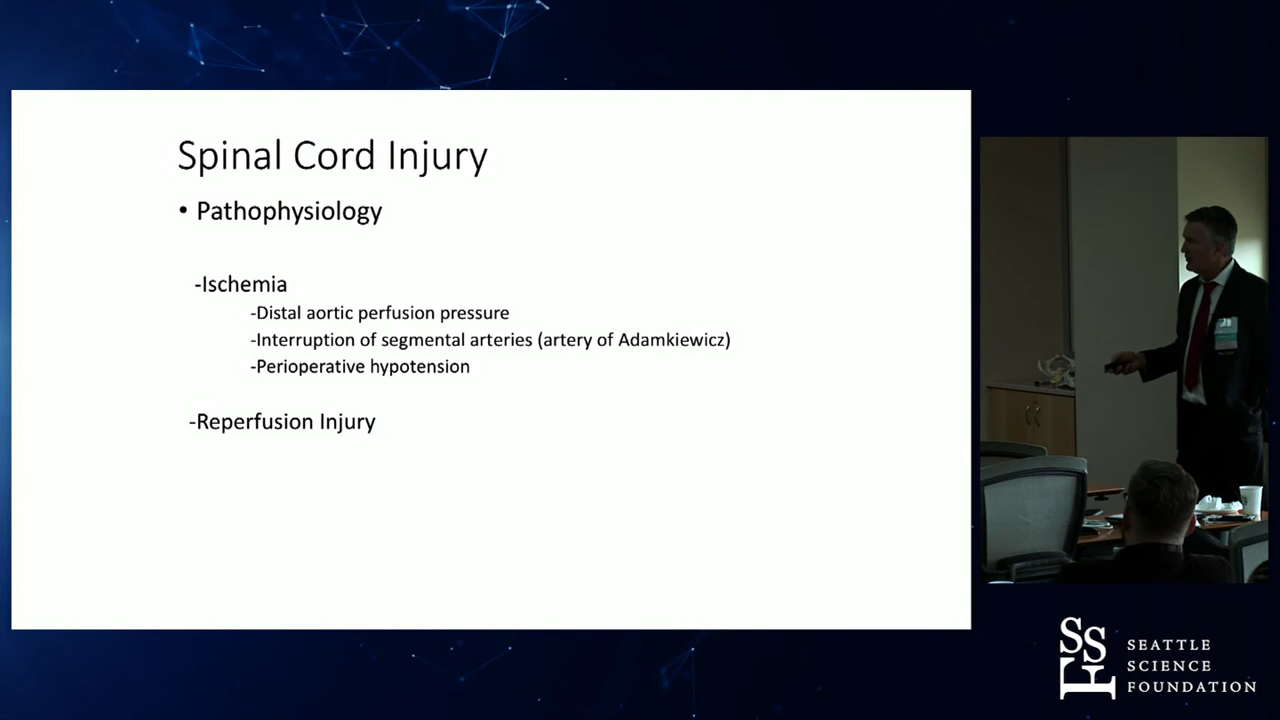 Spinal Cord Injury
• Pathophysiology
-Ischemia
-Distal aortic perfusion pressure
-Interruption of segmental arteries (artery of Adamkiewicz)
-Perioperative hypotension
-Reperfusion Injury
SSF
SEATTLE
SCIENCE
FOUNDATION